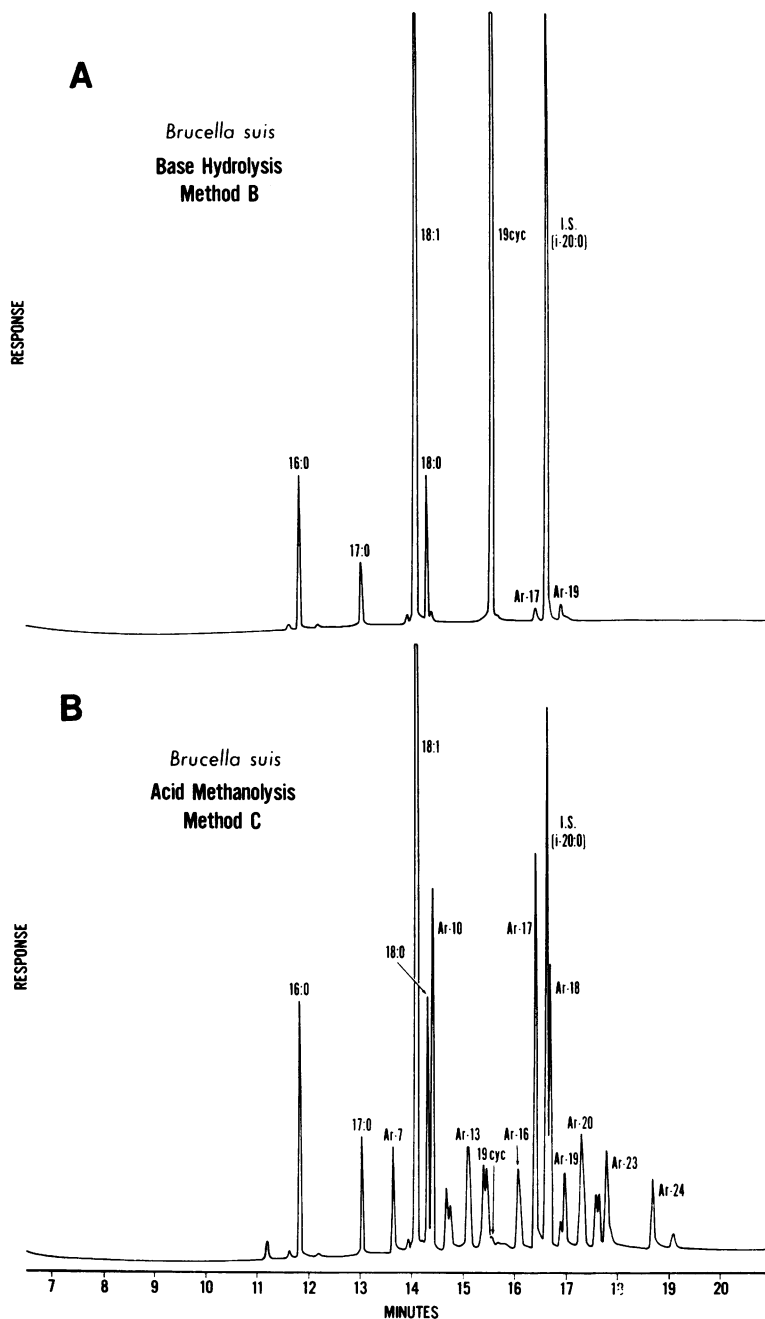 A
Brucella suis
Base Hydrolysis
Method B
RESPONSE
16:0
17:0
18:1
18:0
19cyc
I.S.
(i-20:0)
Ar-17
Ar-19
B
Brucella suis
Acid Methanolysis
Method C
RESPONSE
16:0
17:0
Ar-7
18:1
18:0
Ar-10
Ar-13
19 cyc
Ar-16
Ar-17
I.S.
(i-20:0)
Ar-18
Ar-19
Ar-20
Ar-23
Ar-24
7 8 9 10 11 12 13 14 15 16 17 18 19 20
MINUTES